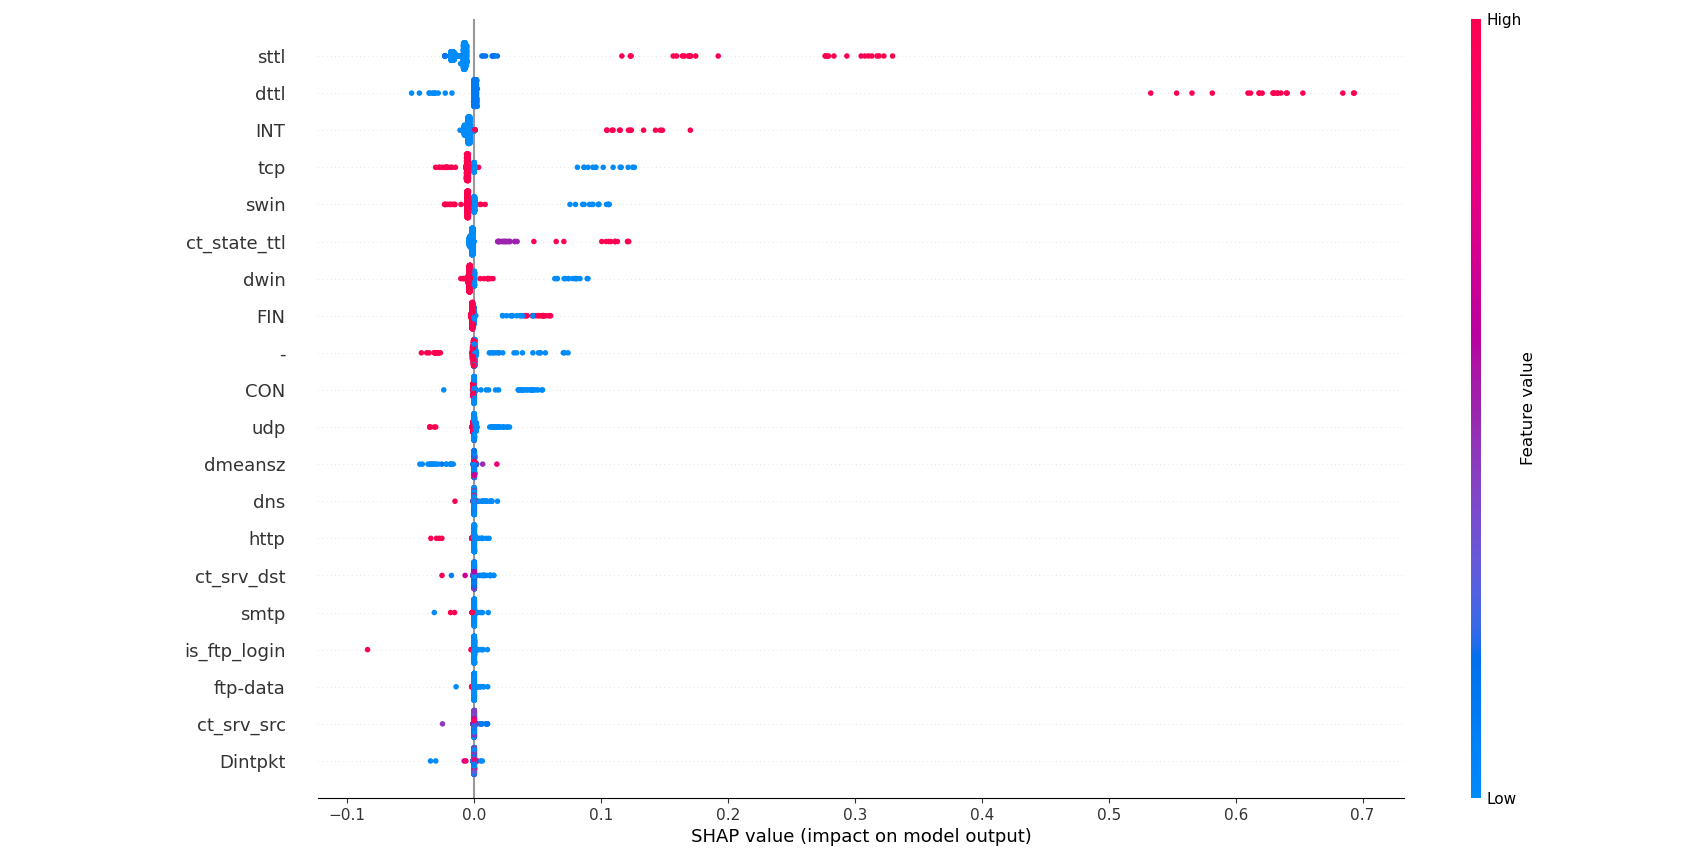 High
sttl
dttl
INT
tcp
swin
ct_state_ttl
dwin
FIN
-
CON
udp
dmeansz
dns
http
ct_srv_dst
smtp
is_ftp_login
ftp-data
ct_srv_src
Dintpkt
Feature value
Low
−0.1 0.0 0.1 0.2 0.3 0.4 0.5 0.6 0.7
SHAP value (impact on model output)